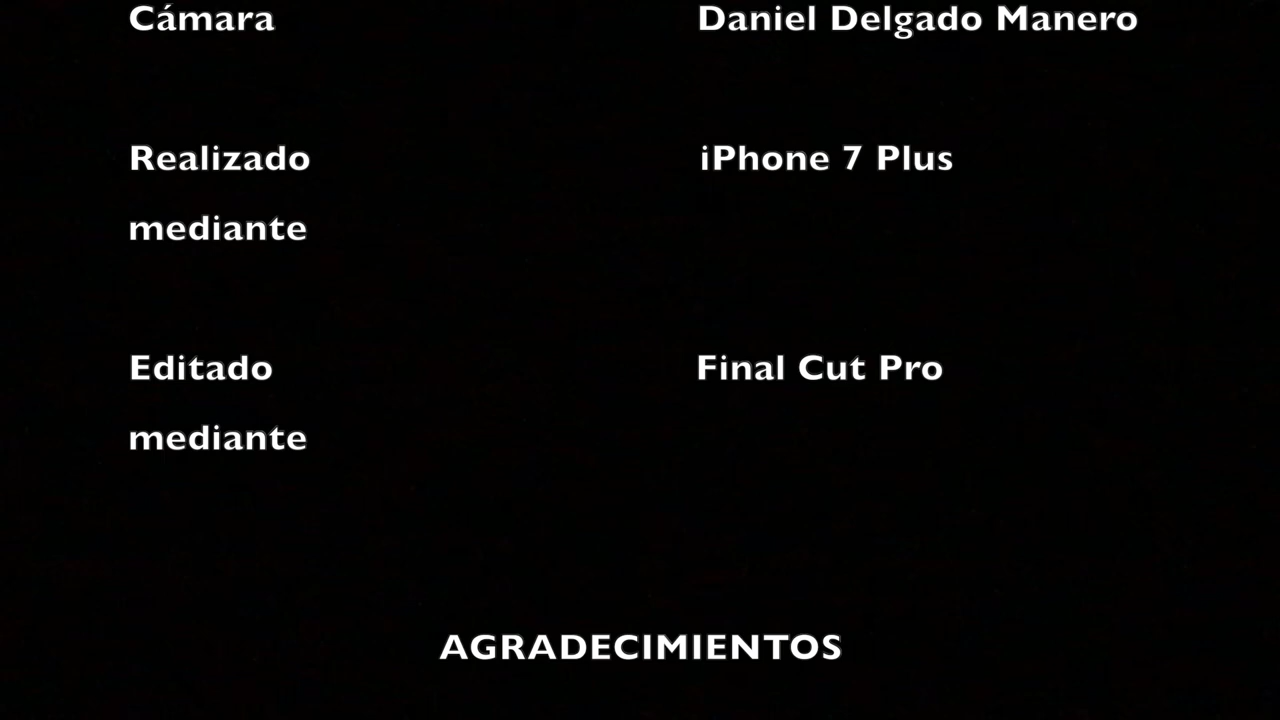 Cámara Daniel Delgado Manero
Realizado iPhone 7 Plus
mediante
Editado Final Cut Pro
mediante
AGRADECIMIENTOS